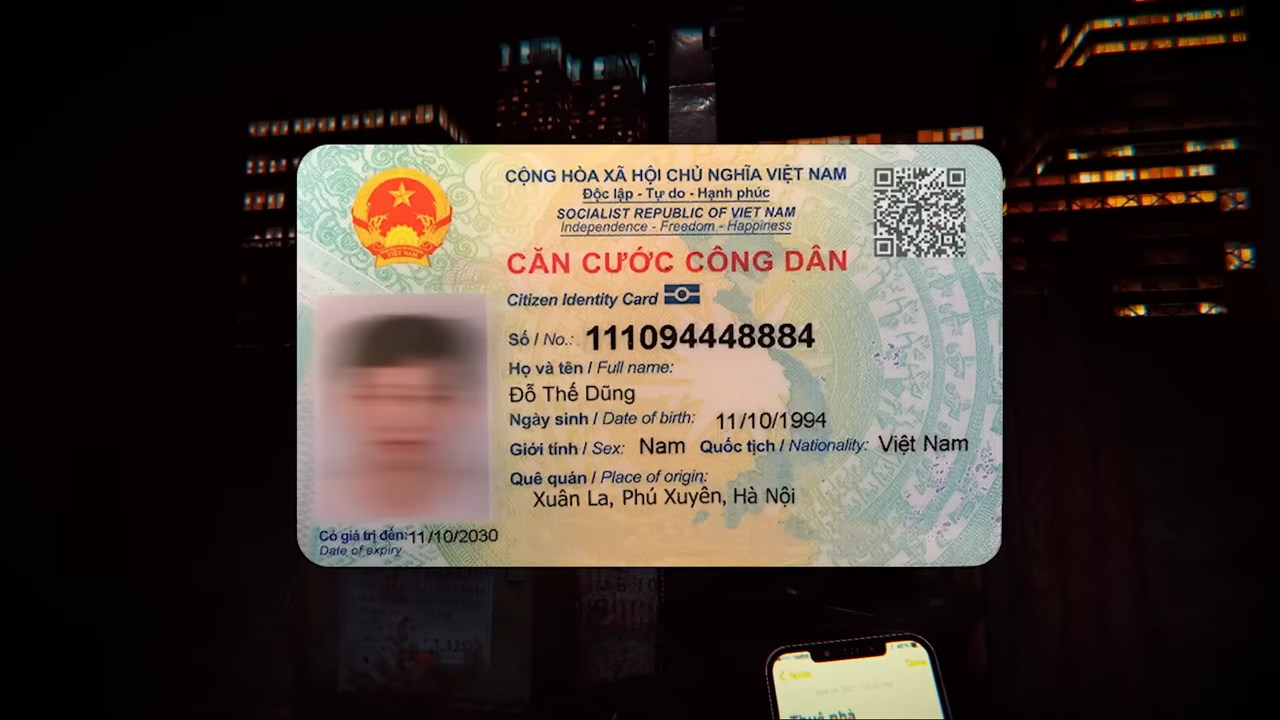 CỘNG HÒA XÃ HỘI CHỦ NGHĨA VIỆT NAM
Độc lập - Tự do - Hạnh phúc
SOCIALIST REPUBLIC OF VIET NAM
Independence - Freedom - Happiness
CĂN CƯỚC CÔNG DÂN
Citizen Identity Card
Số / No.: 111094448884
Họ và tên / Full name:
Đỗ Thế Dũng
Ngày sinh / Date of birth: 11/10/1994
Giới tính / Sex: Nam Quốc tịch / Nationality: Việt Nam
Quê quán / Place of origin:
Xuân La, Phú Xuyên, Hà Nội
Có giá trị đến: 11/10/2030
Date of expiry
VIỆT NAM
Thuê nhà